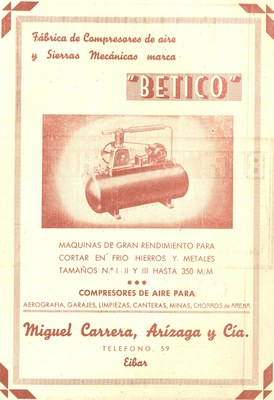 Fábrica de Compresores de aire
y Sierras Mecánicas marca
"BETICO"
MAQUINAS DE GRAN RENDIMIENTO PARA
CORTAR EN FRIO HIERROS Y METALES
TAMAÑOS N.º I - II Y III HASTA 350 M/M
COMPRESORES DE AIRE PARA
AEROGRAFIA, GARAJES, LIMPIEZAS, CANTERAS, MINAS, CHORROS DE ARENA
Miguel Carrera, Arízaga y Cía.
TELEFONO, 59
Eibar